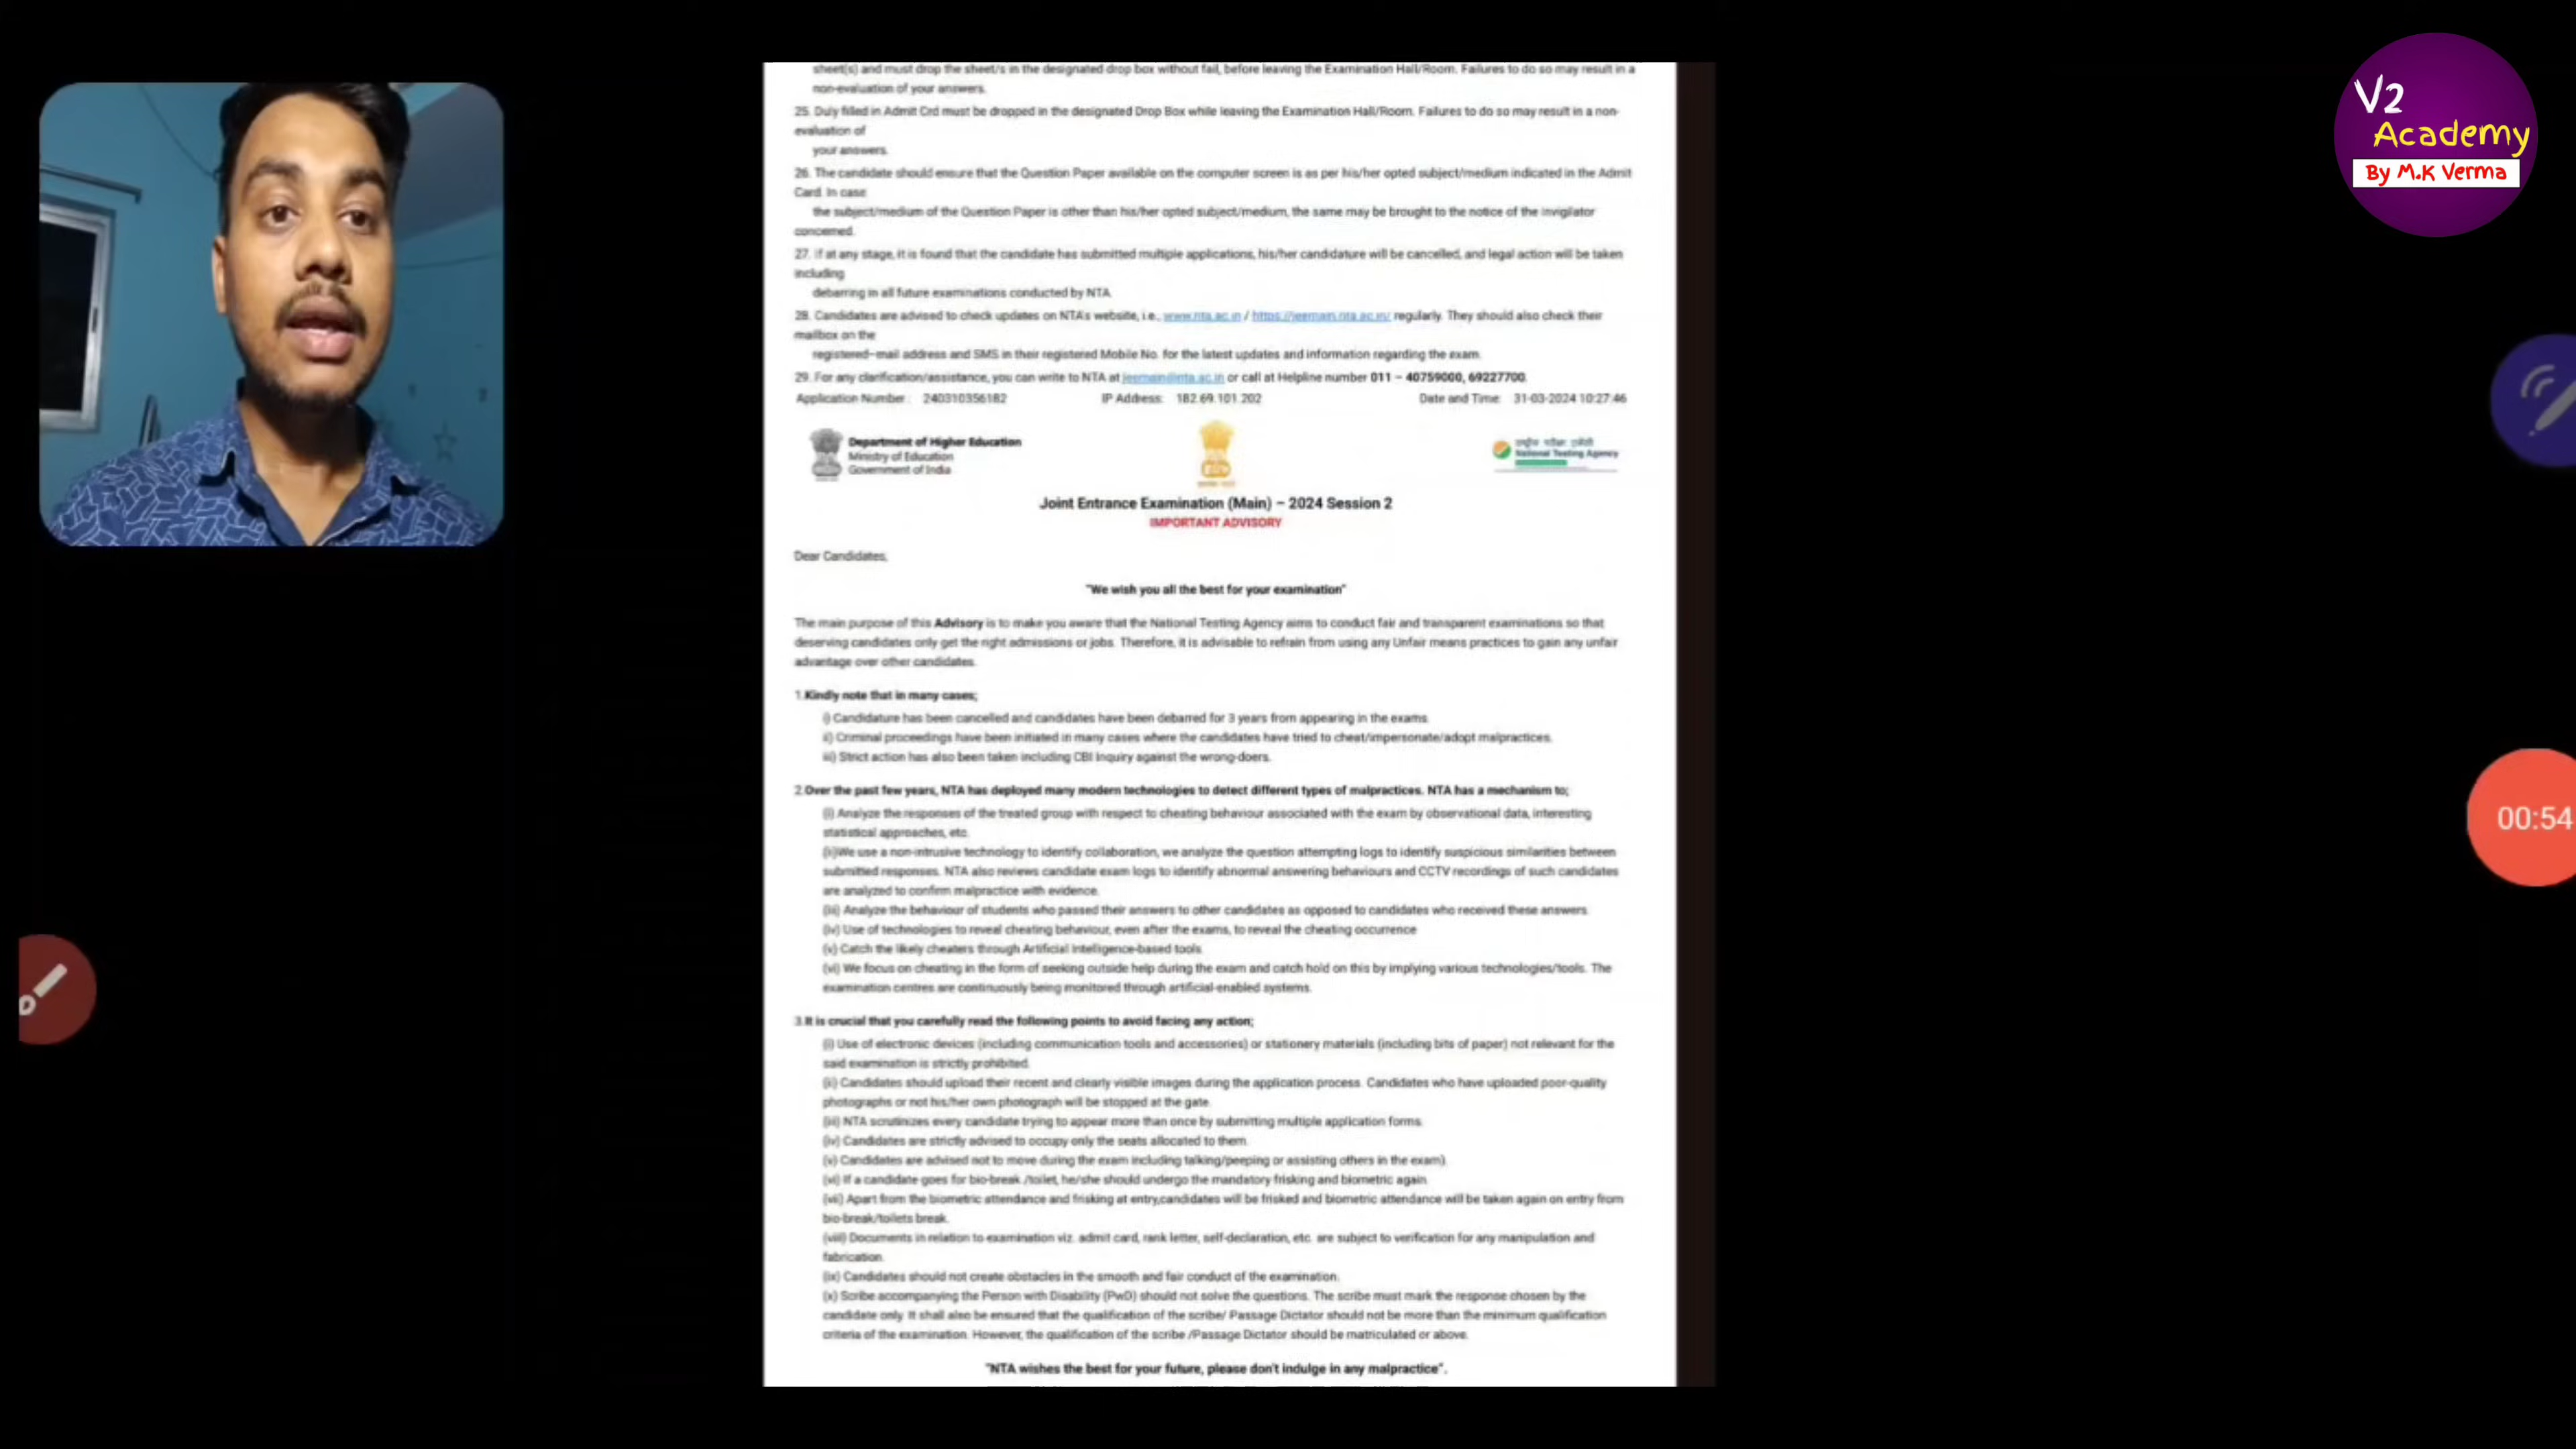 V2
Academy
By M.K Verma
sheet(s) and must drop the sheet/s in the designated drop box without fail, before leaving the Examination Hall/Room. Failures to do so may result in a
non-evaluation of your answers.
25. Duly filled in Admit Crd must be dropped in the designated Drop Box while leaving the Examination Hall/Room. Failures to do so may result in a non-
evaluation of
your answers.
26. The candidate should ensure that the Question Paper available on the computer screen is as per his/her opted subject/medium indicated in the Admit
Card. In case
the subject/medium of the Question Paper is other than his/her opted subject/medium, the same may be brought to the notice of the Invigilator
concerned.
27. If at any stage, it is found that the candidate has submitted multiple applications, his/her candidature will be cancelled, and legal action will be taken
including
debarring in all future examinations conducted by NTA.
28. Candidates are advised to check updates on NTA's website, i.e., www.nta.ac.in / https://jeemain.nta.ac.in/ regularly. They should also check their
mailbox on the
registered–mail address and SMS in their registered Mobile No. for the latest updates and information regarding the exam.
29. For any clarification/assistance, you can write to NTA at jeemain@nta.ac.in or call at Helpline number 011 – 40759000, 69227700.
Application Number : 240310356182 IP Address: 182.69.101.202 Date and Time: 31-03-2024 10:27:46
Department of Higher Education
Ministry of Education
Government of India
राष्ट्रीय परीक्षा एजेंसी
National Testing Agency
Joint Entrance Examination (Main) – 2024 Session 2
IMPORTANT ADVISORY
Dear Candidates,
"We wish you all the best for your examination"
The main purpose of this Advisory is to make you aware that the National Testing Agency aims to conduct fair and transparent examinations so that
deserving candidates only get the right admissions or jobs. Therefore, it is advisable to refrain from using any Unfair means practices to gain any unfair
advantage over other candidates.
1.Kindly note that in many cases;
i) Candidature has been cancelled and candidates have been debarred for 3 years from appearing in the exams.
ii) Criminal proceedings have been initiated in many cases where the candidates have tried to cheat/impersonate/adopt malpractices.
iii) Strict action has also been taken including CBI Inquiry against the wrong-doers.
2.Over the past few years, NTA has deployed many modern technologies to detect different types of malpractices. NTA has a mechanism to;
(i) Analyze the responses of the treated group with respect to cheating behaviour associated with the exam by observational data, interesting
statistical approaches, etc.
(ii)We use a non-intrusive technology to identify collaboration, we analyze the question attempting logs to identify suspicious similarities between
submitted responses. NTA also reviews candidate exam logs to identify abnormal answering behaviours and CCTV recordings of such candidates
are analyzed to confirm malpractice with evidence.
(iii) Analyze the behaviour of students who passed their answers to other candidates as opposed to candidates who received these answers.
(iv) Use of technologies to reveal cheating behaviour, even after the exams, to reveal the cheating occurrence
(v) Catch the likely cheaters through Artificial Intelligence-based tools.
(vi) We focus on cheating in the form of seeking outside help during the exam and catch hold on this by implying various technologies/tools. The
examination centres are continuously being monitored through artificial-enabled systems.
3.It is crucial that you carefully read the following points to avoid facing any action;
(i) Use of electronic devices (including communication tools and accessories) or stationery materials (including bits of paper) not relevant for the
said examination is strictly prohibited.
(ii) Candidates should upload their recent and clearly visible images during the application process. Candidates who have uploaded poor-quality
photographs or not his/her own photograph will be stopped at the gate.
(iii) NTA scrutinizes every candidate trying to appear more than once by submitting multiple application forms.
(iv) Candidates are strictly advised to occupy only the seats allocated to them.
(v) Candidates are advised not to move during the exam including talking/peeping or assisting others in the exam).
(vi) If a candidate goes for bio-break /toilet, he/she should undergo the mandatory frisking and biometric again.
(vii) Apart from the biometric attendance and frisking at entry,candidates will be frisked and biometric attendance will be taken again on entry from
bio-break/toilets break.
(viii) Documents in relation to examination viz. admit card, rank letter, self-declaration, etc. are subject to verification for any manipulation and
fabrication.
(ix) Candidates should not create obstacles in the smooth and fair conduct of the examination.
(x) Scribe accompanying the Person with Disability (PwD) should not solve the questions. The scribe must mark the response chosen by the
candidate only. It shall also be ensured that the qualification of the scribe/ Passage Dictator should not be more than the minimum qualification
criteria of the examination. However, the qualification of the scribe /Passage Dictator should be matriculated or above.
"NTA wishes the best for your future, please don't indulge in any malpractice".
00:54